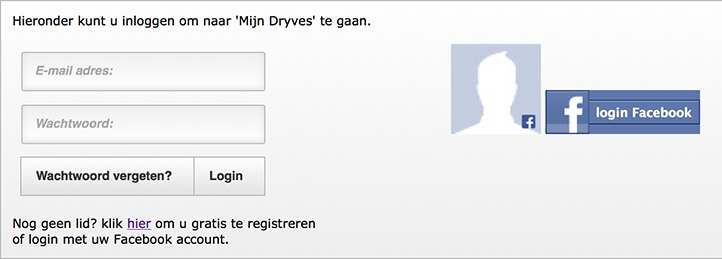 Hieronder kunt u inloggen om naar 'Mijn Dryves' te gaan.
E-mail adres:
Wachtwoord:
Wachtwoord vergeten? Login
f
f login Facebook
Nog geen lid? klik hier om u gratis te registreren
of login met uw Facebook account.